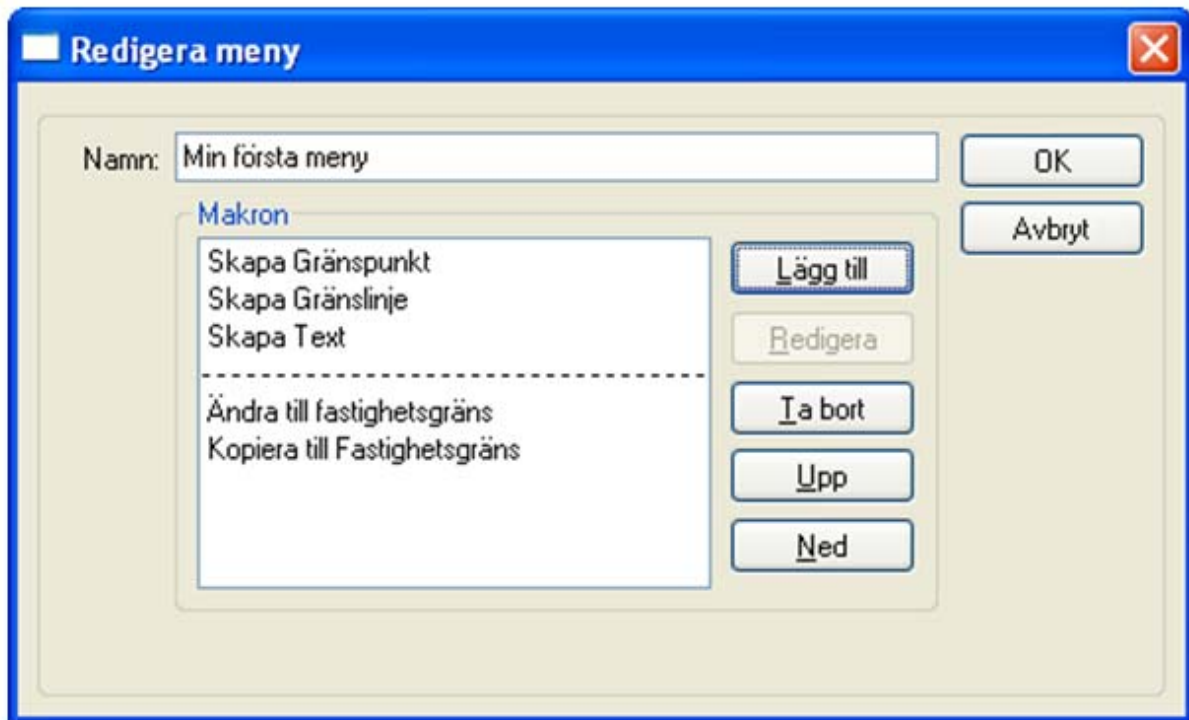 Redigera meny
Namn: Min första meny
OK
Avbryt
Makron
Skapa Gränspunkt
Skapa Gränslinje
Skapa Text
--------------------------------------
Ändra till fastighetsgräns
Kopiera till Fastighetsgräns
Lägg till
Redigera
Ta bort
Upp
Ned